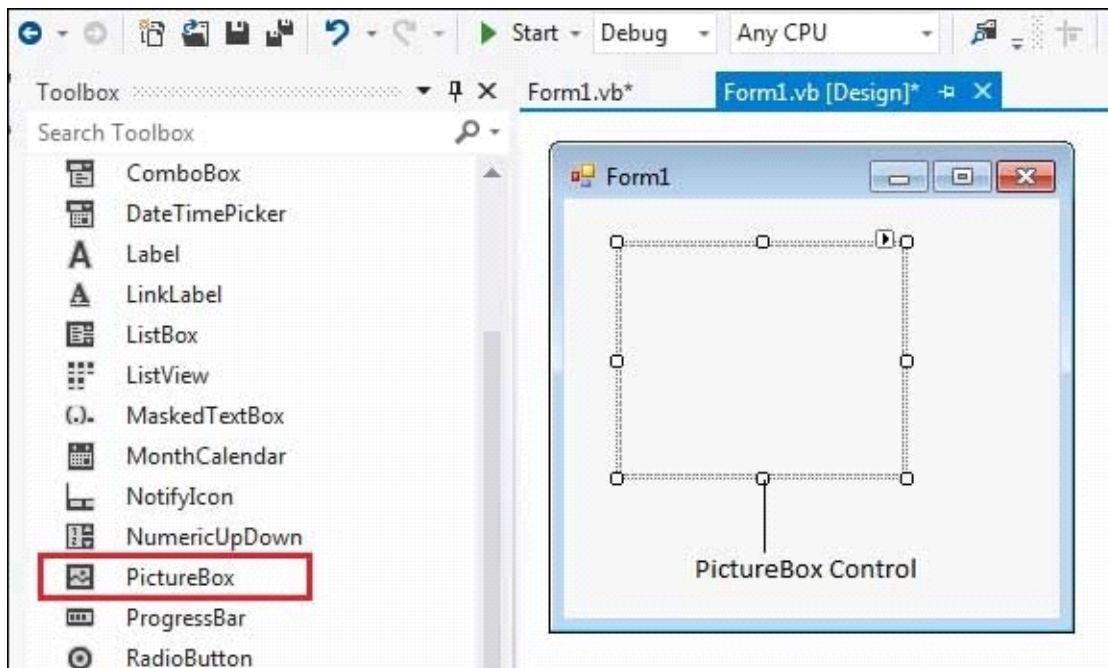 Start Debug Any CPU
Toolbox
Form1.vb*
Form1.vb [Design]*
Search Toolbox
ComboBox
DateTimePicker
Label
LinkLabel
ListBox
ListView
MaskedTextBox
MonthCalendar
NotifyIcon
NumericUpDown
PictureBox
ProgressBar
RadioButton
Form1
PictureBox Control